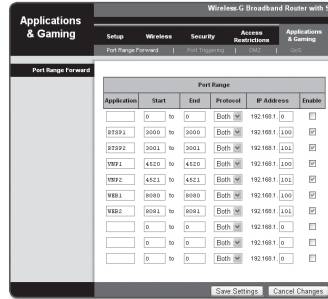 Wireless-G Broadband Router with S
Applications & Gaming
Setup Wireless Security Access Restrictions Applications & Gaming
Port Range Forward | Port Triggering | DMZ | QoS
Port Range Forward
Port Range
Application Start End Protocol IP Address Enable
0 to 0 Both 192.168.1. 0
RTSP1 3000 to 3000 Both 192.168.1. 100
RTSP2 3001 to 3001 Both 192.168.1. 101
VNP1 4520 to 4520 Both 192.168.1. 100
VNP2 4521 to 4521 Both 192.168.1. 101
WEB1 8080 to 8080 Both 192.168.1. 100
WEB2 8081 to 8081 Both 192.168.1. 101
0 to 0 Both 192.168.1. 0
0 to 0 Both 192.168.1. 0
0 to 0 Both 192.168.1. 0
Save Settings Cancel Changes